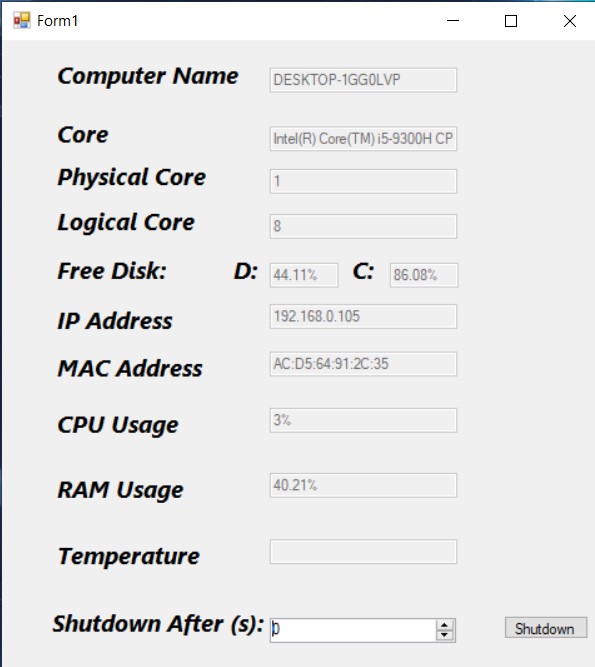 Form1
Computer Name DESKTOP-1GG0LVP
Core Intel(R) Core(TM) i5-9300H CP
Physical Core 1
Logical Core 8
Free Disk: D: 44.11% C: 86.08%
IP Address 192.168.0.105
MAC Address AC:D5:64:91:2C:35
CPU Usage 3%
RAM Usage 40.21%
Temperature
Shutdown After (s): 0 Shutdown